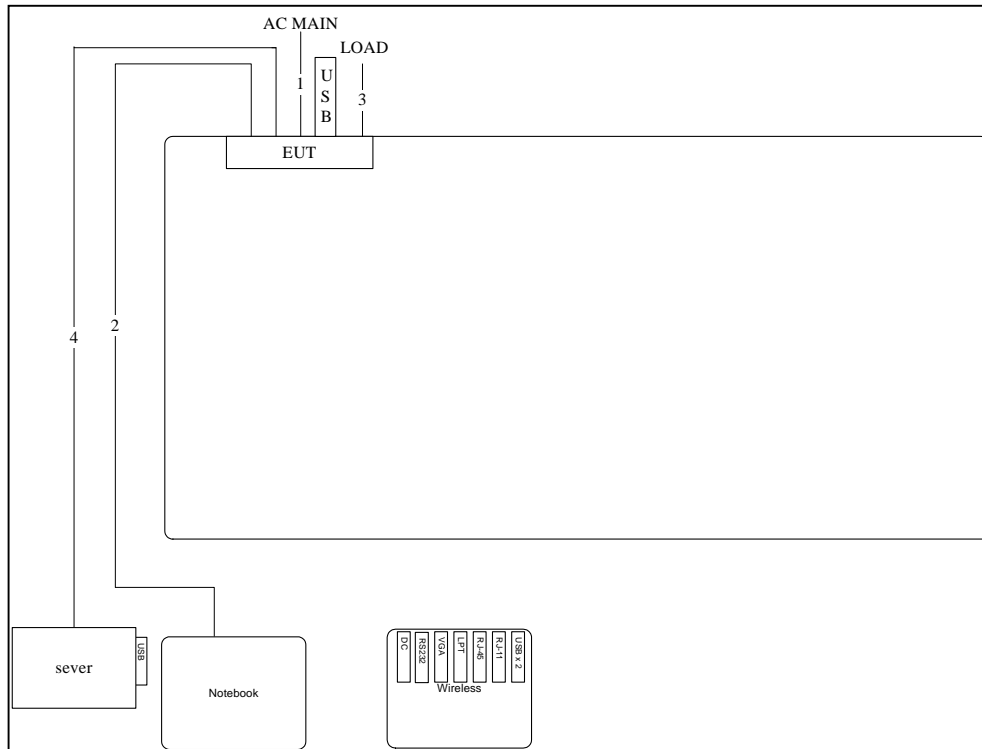 AC MAIN
LOAD
1
USB
3
EUT
4
2
sever
USB
Notebook
DC
RS232
VGA
LPT
RJ-45
RJ-11
USB x 2
Wireless